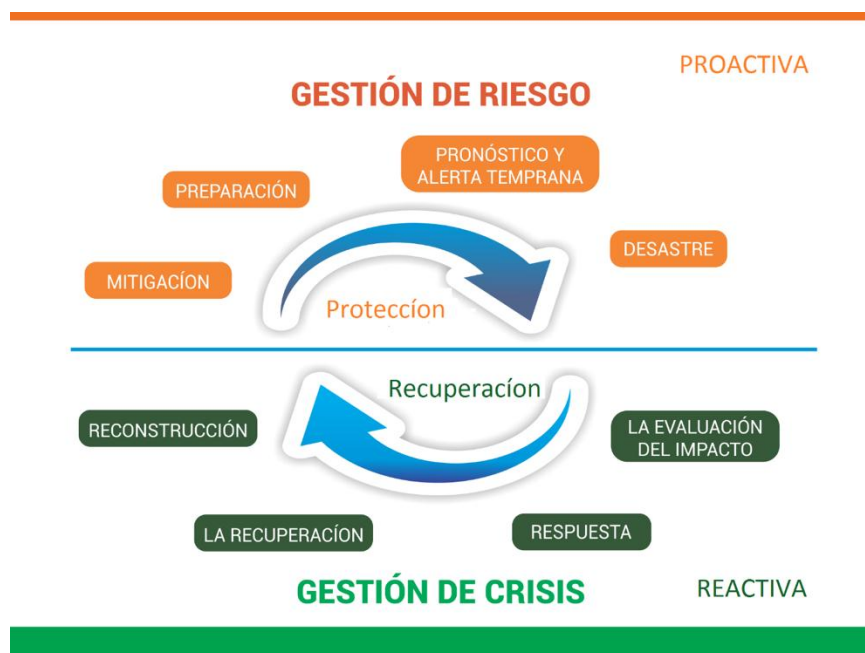 PROACTIVA
GESTIÓN DE RIESGO
PRONÓSTICO Y
ALERTA TEMPRANA
PREPARACIÓN
DESASTRE
MITIGACÍON
Proteccíon
Recuperacíon
RECONSTRUCCIÓN
LA EVALUACIÓN
DEL IMPACTO
LA RECUPERACÍON
RESPUESTA
GESTIÓN DE CRISIS
REACTIVA